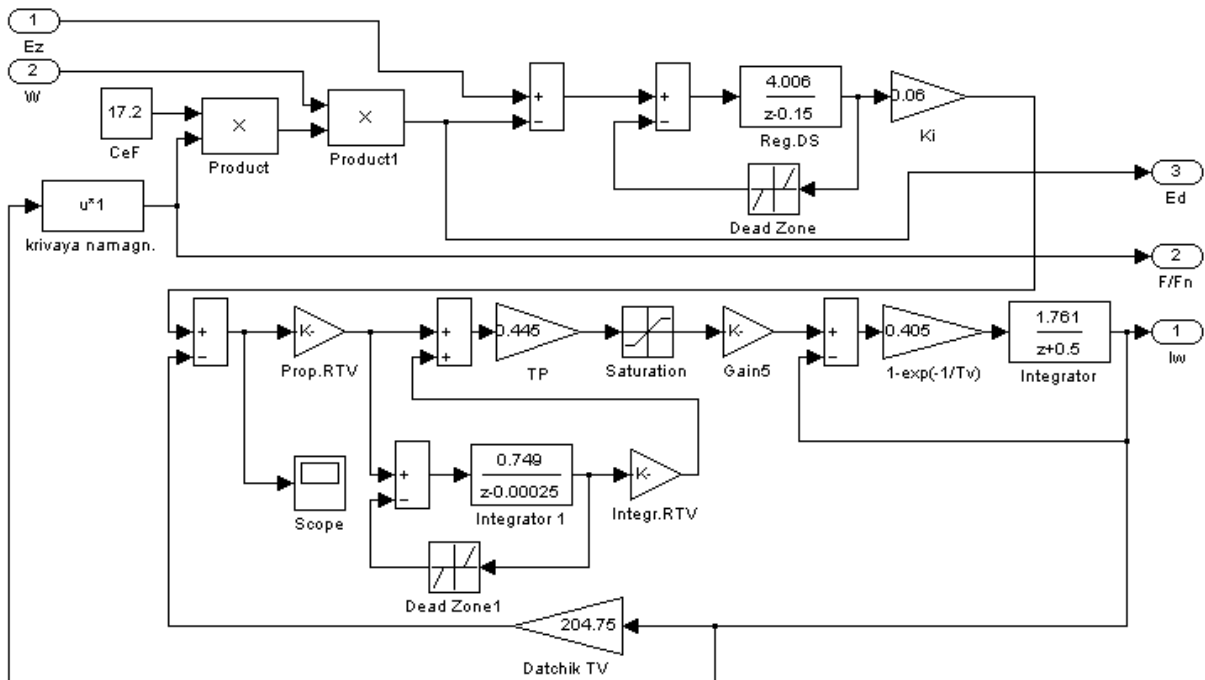 1
Ez
2
W
17.2
CeF
×
Product
×
Product1
+
−
+
−
4.006
z-0.15
Reg.DS
0.06
Ki
Dead Zone
3
Ed
u*1
krivaya namagn.
2
F/Fn
+
−
K-
Prop.RTV
+
+
0.445
TP
Saturation
K-
Gain5
+
−
0.405
1-exp(-1/Tv)
1.761
z+0.5
Integrator
1
Iw
Scope
+
−
0.749
z-0.00025
Integrator 1
K-
Integr.RTV
Dead Zone1
204.75
Datchik TV